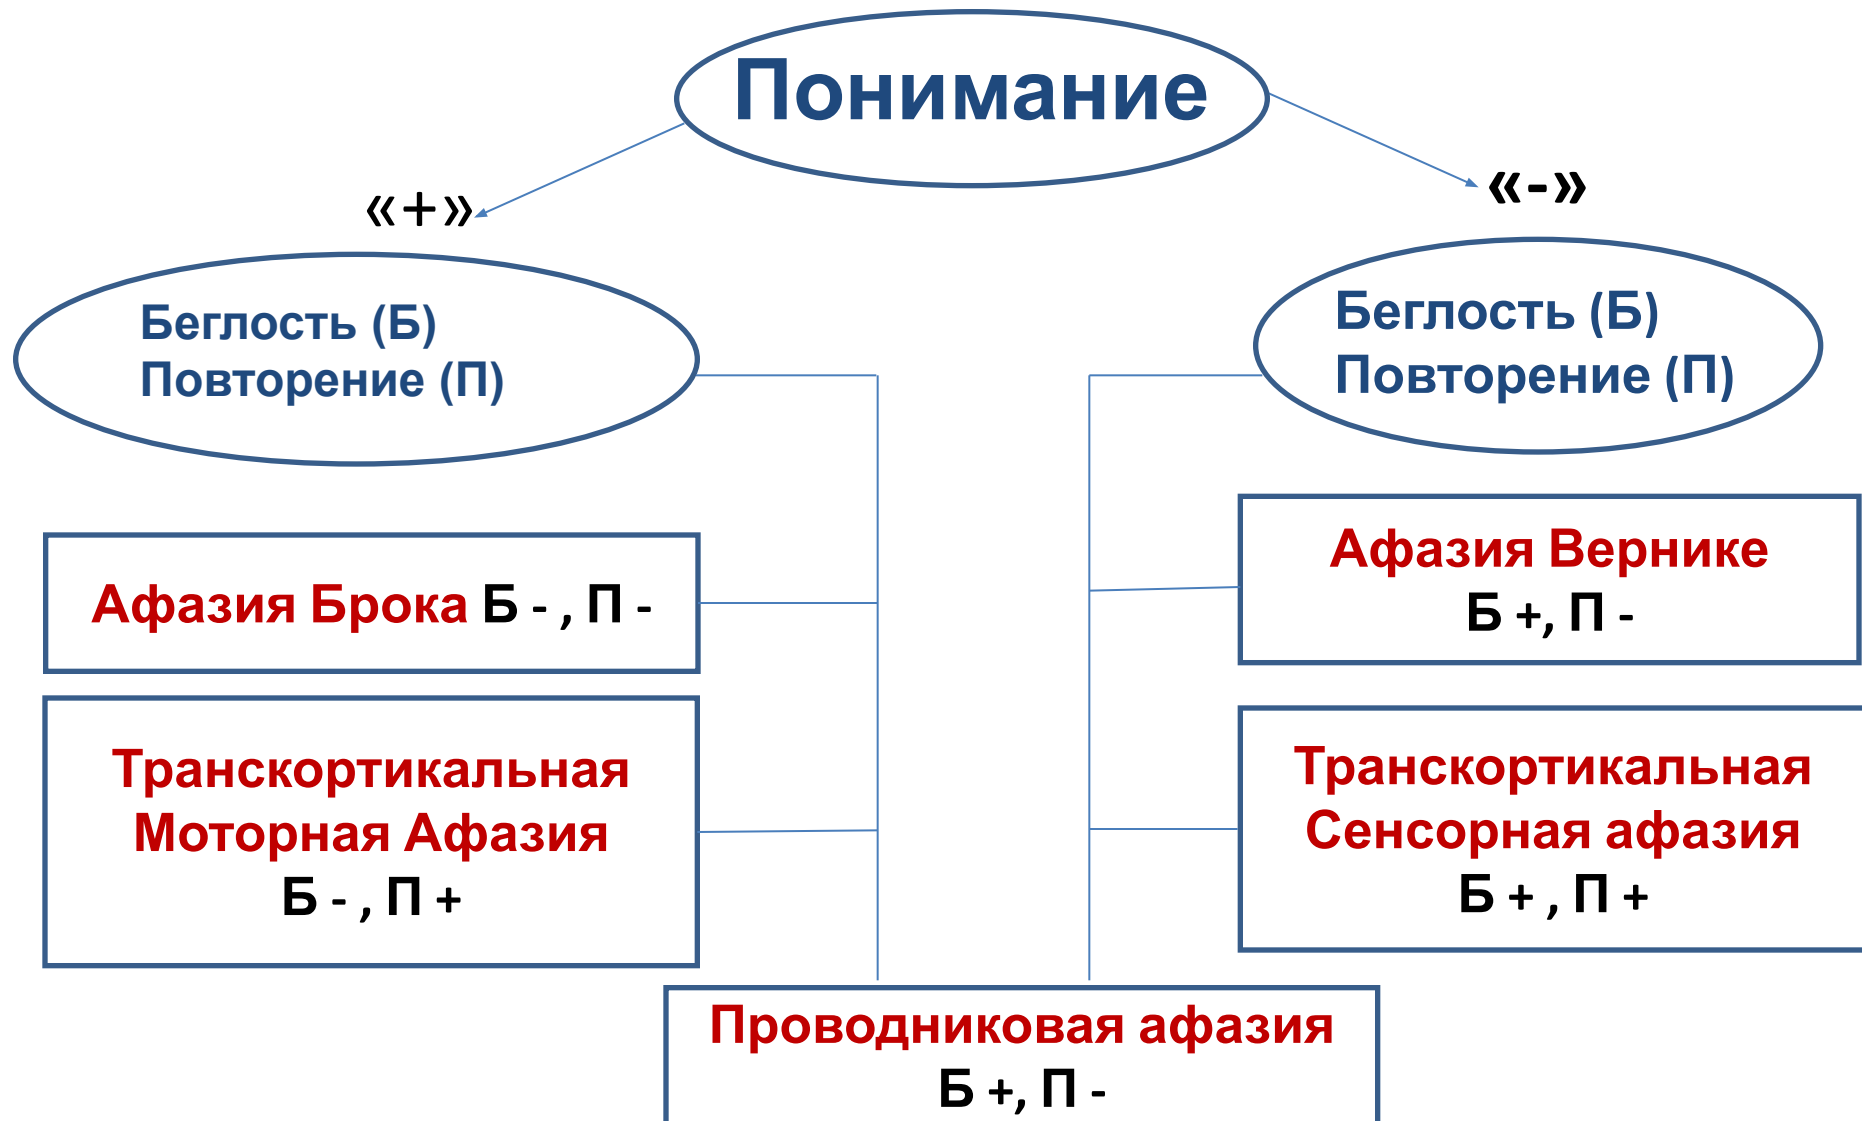 Понимание
«+»
«-»
Беглость (Б)
Повторение (П)
Беглость (Б)
Повторение (П)
Афазия Брока Б - , П -
Афазия Вернике
Б +, П -
Транскортикальная
Моторная Афазия
Б - , П +
Транскортикальная
Сенсорная афазия
Б + , П +
Проводниковая афазия
Б +, П -